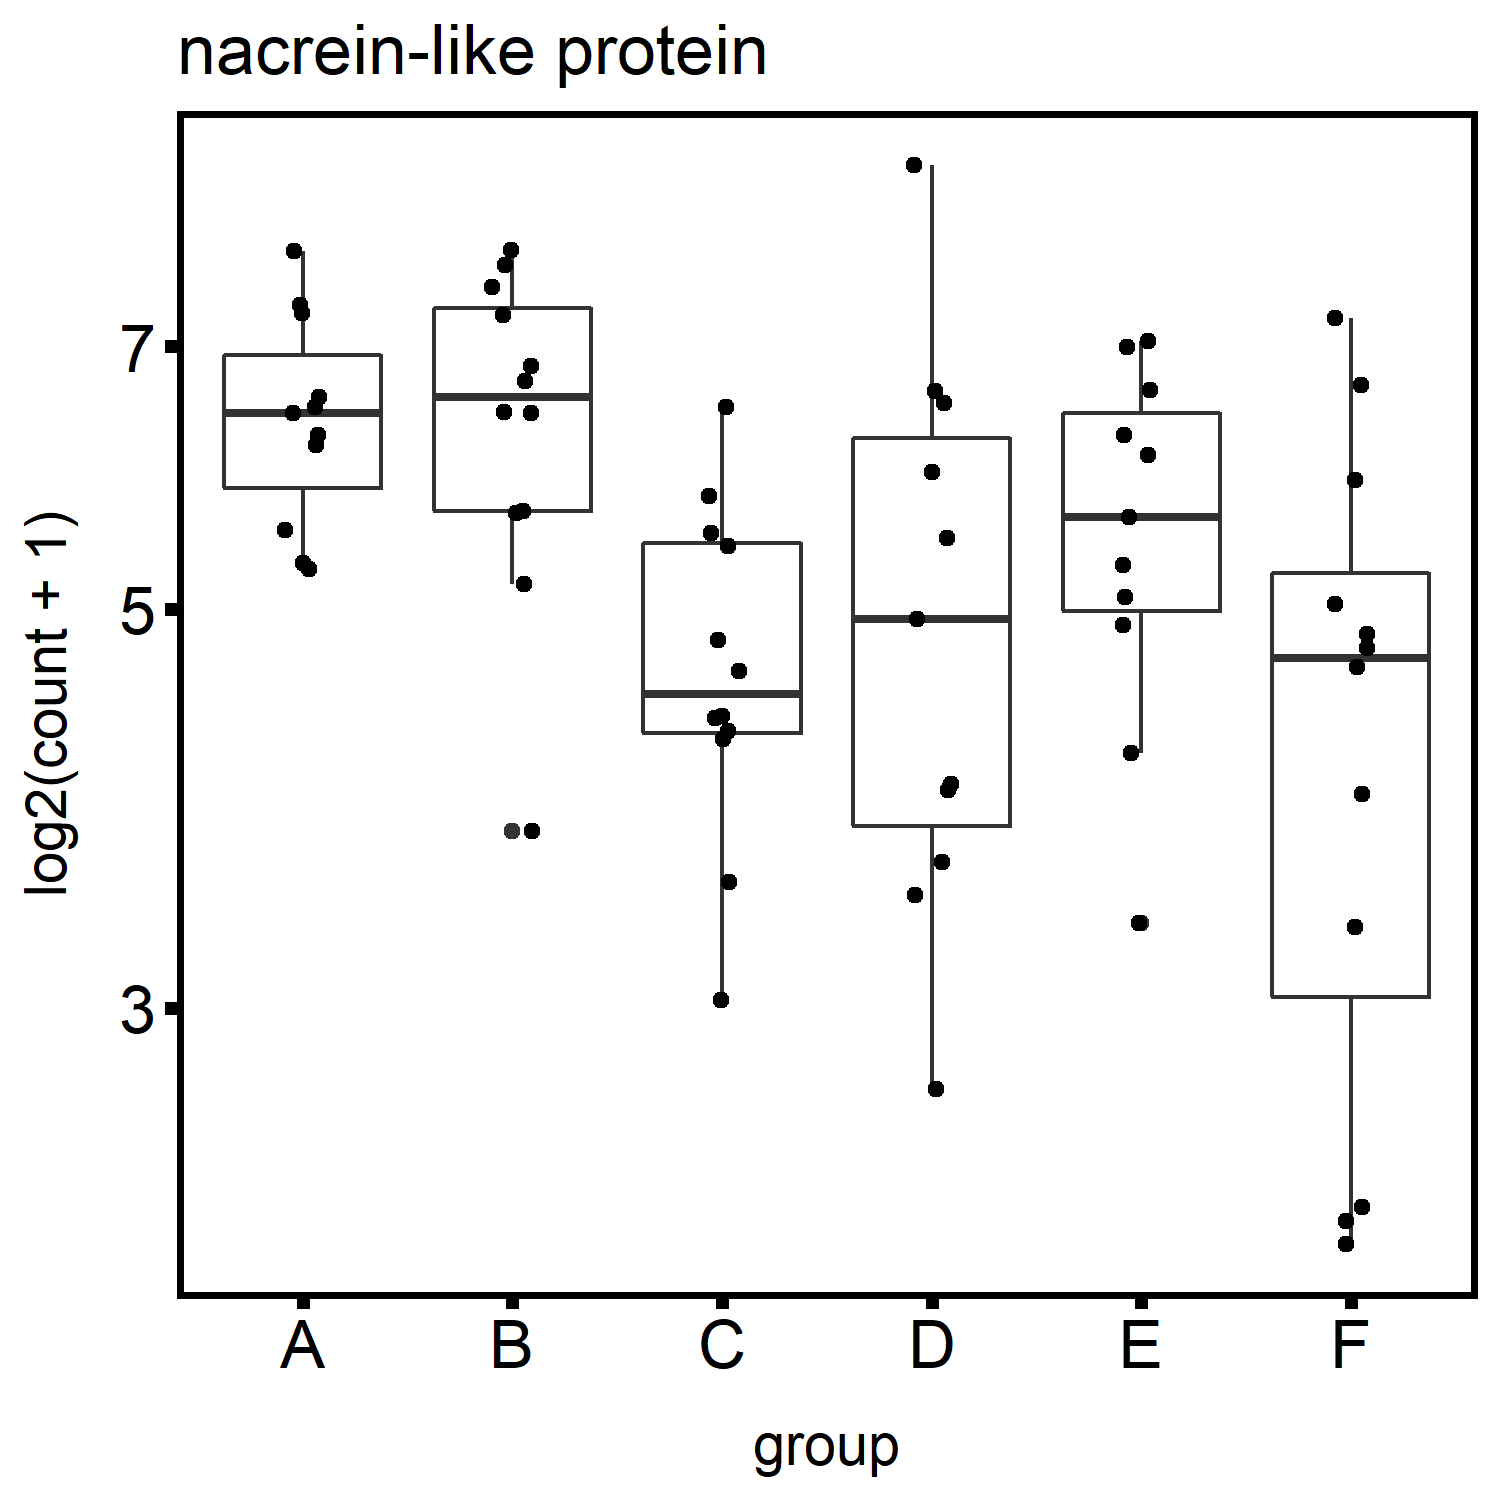 nacrein-like protein
log2(count + 1)
7
5
3
A B C D E F
group